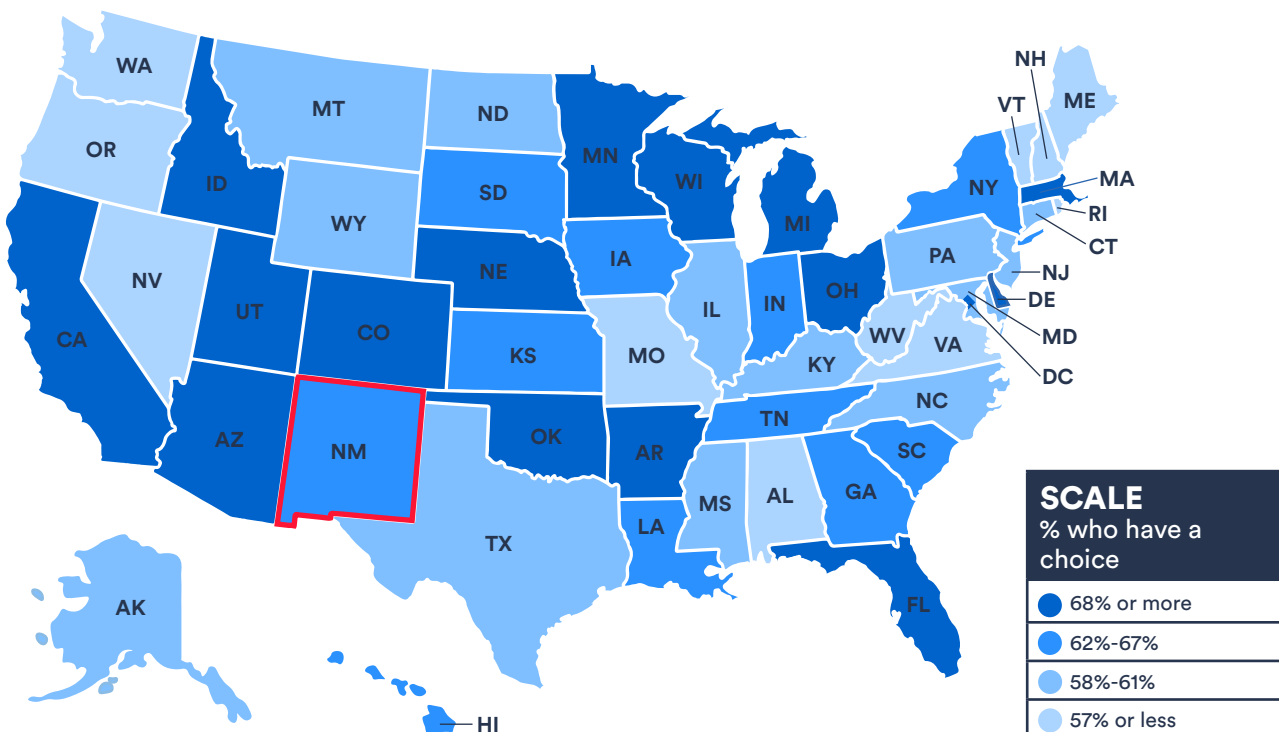 WA
MT
ND
MN
NH
VT
ME
OR
ID
SD
WI
NY
MA
WY
MI
RI
CT
NV
NE
IA
PA
NJ
UT
CO
IL
IN
OH
DE
CA
KS
MO
WV
VA
MD
KY
DC
AZ
NM
OK
AR
TN
NC
SC
TX
LA
MS
AL
GA
FL
AK
HI
SCALE
% who have a
choice
68% or more
62%-67%
58%-61%
57% or less